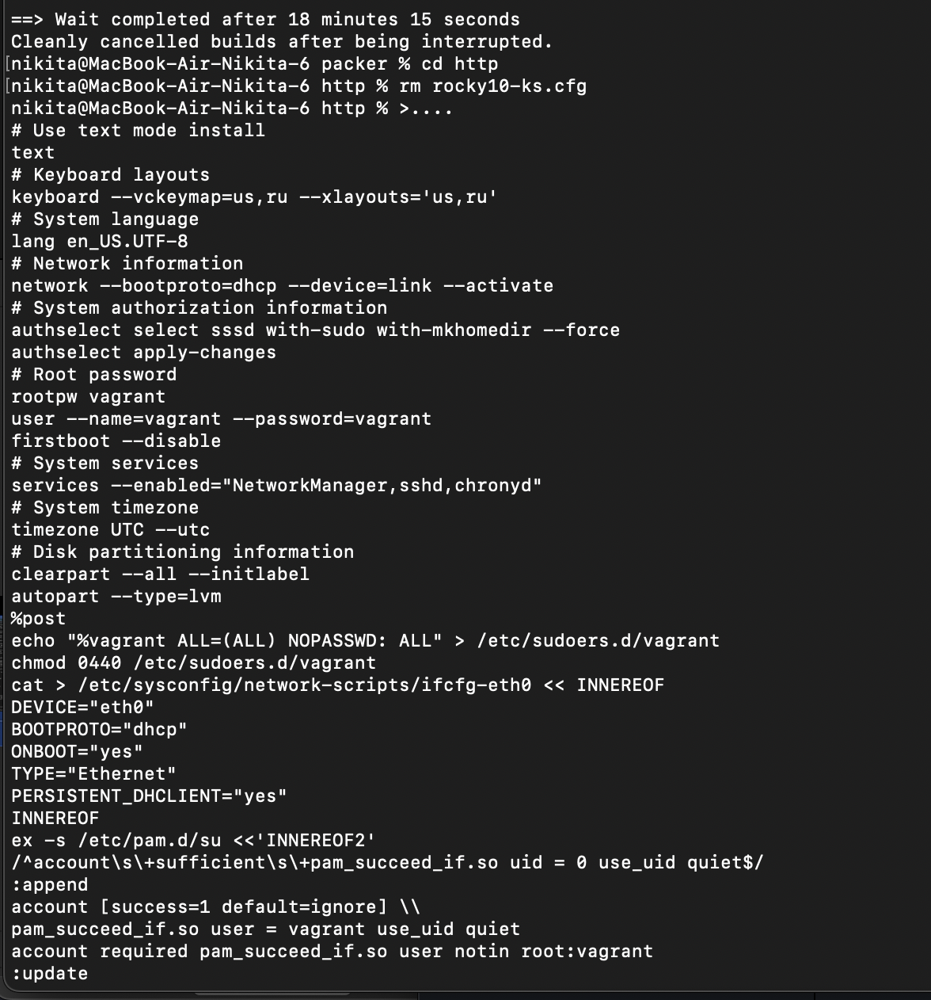 ==> Wait completed after 18 minutes 15 seconds
Cleanly cancelled builds after being interrupted.
[nikita@MacBook-Air-Nikita-6 packer % cd http
[nikita@MacBook-Air-Nikita-6 http % rm rocky10-ks.cfg
nikita@MacBook-Air-Nikita-6 http % >....
# Use text mode install
text
# Keyboard layouts
keyboard --vckeymap=us,ru --xlayouts='us,ru'
# System language
lang en_US.UTF-8
# Network information
network --bootproto=dhcp --device=link --activate
# System authorization information
authselect select sssd with-sudo with-mkhomedir --force
authselect apply-changes
# Root password
rootpw vagrant
user --name=vagrant --password=vagrant
firstboot --disable
# System services
services --enabled="NetworkManager,sshd,chronyd"
# System timezone
timezone UTC --utc
# Disk partitioning information
clearpart --all --initlabel
autopart --type=lvm
%post
echo "%vagrant ALL=(ALL) NOPASSWD: ALL" > /etc/sudoers.d/vagrant
chmod 0440 /etc/sudoers.d/vagrant
cat > /etc/sysconfig/network-scripts/ifcfg-eth0 << INNEREOF
DEVICE="eth0"
BOOTPROTO="dhcp"
ONBOOT="yes"
TYPE="Ethernet"
PERSISTENT_DHCLIENT="yes"
INNEREOF
ex -s /etc/pam.d/su <<'INNEREOF2'
/^account\s\+sufficient\s\+pam_succeed_if.so uid = 0 use_uid quiet$/
:append
account [success=1 default=ignore] \\
pam_succeed_if.so user = vagrant use_uid quiet
account required pam_succeed_if.so user notin root:vagrant
:update